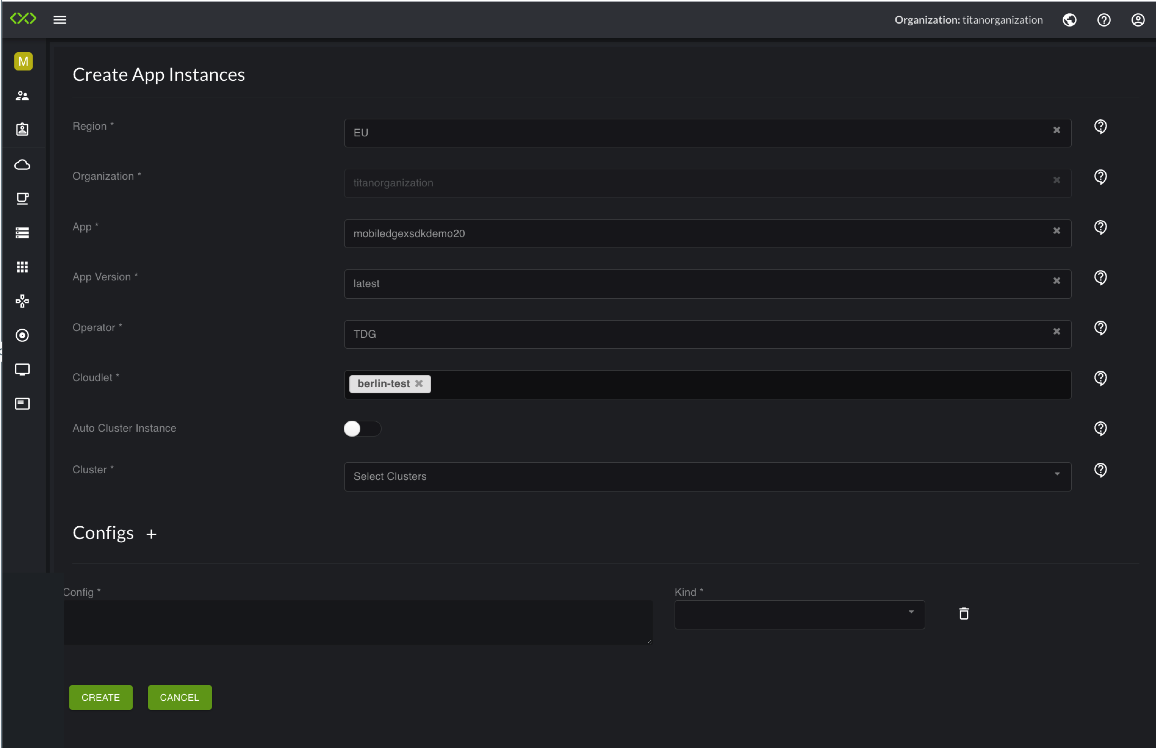 Organization: titanorganization
M
Create App Instances
Region *
EU
Organization *
titanorganization
App *
mobiledgexsdkdemo20
App Version *
latest
Operator *
TDG
Cloudlet *
berlin-test
Auto Cluster Instance
Cluster *
Select Clusters
Configs +
Config *
Kind *
CREATE
CANCEL